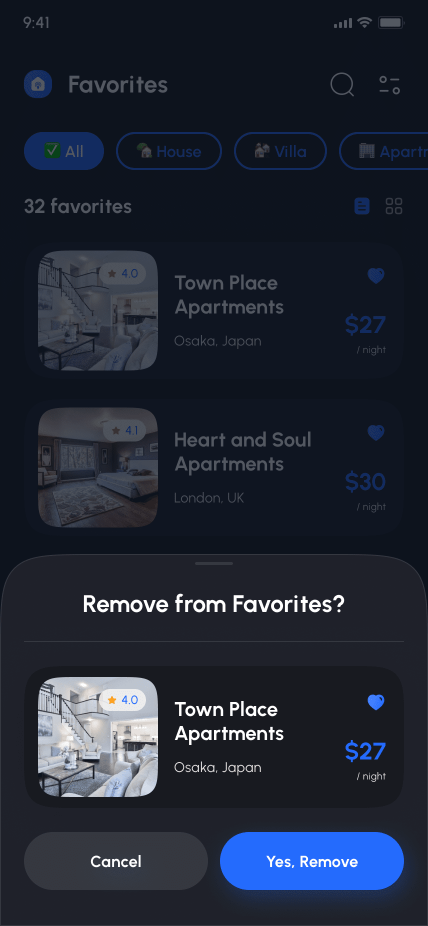 9:41
Favorites
All
House
Villa
Apartm
32 favorites
4.0
Town Place
Apartments
Osaka, Japan
$27
/ night
4.1
Heart and Soul
Apartments
London, UK
$30
/ night
Remove from Favorites?
4.0
Town Place
Apartments
Osaka, Japan
$27
/ night
Cancel
Yes, Remove